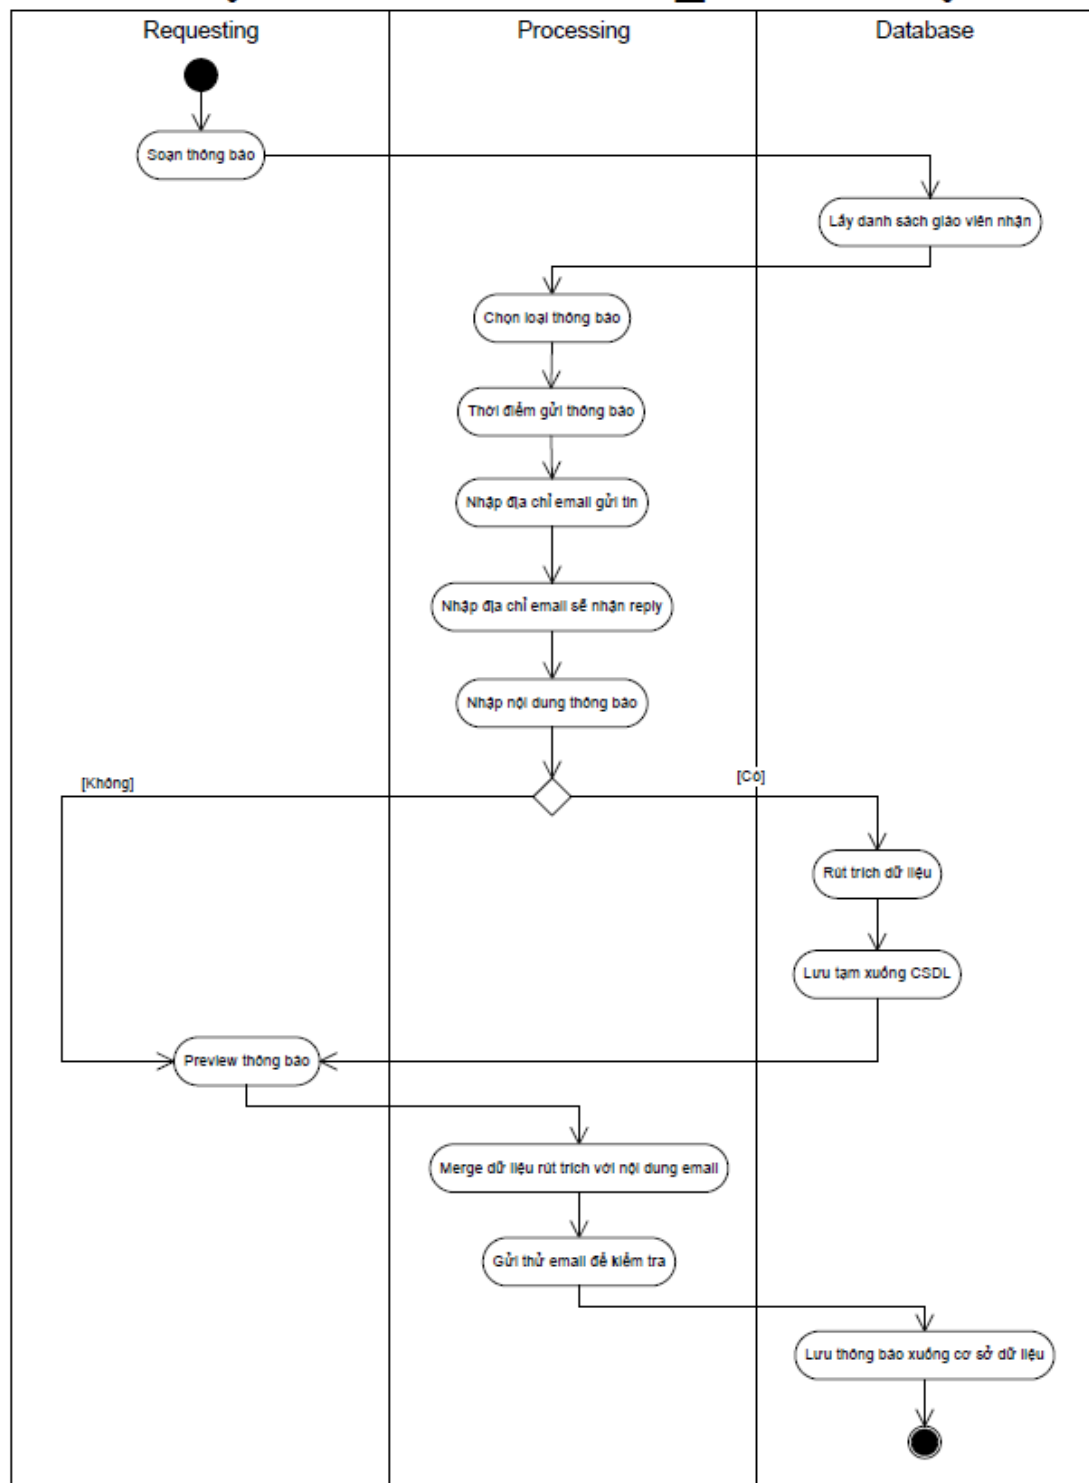 Requesting
Processing
Database
Soạn thông báo
Lấy danh sách giáo viên nhận
Chọn loại thông báo
Thời điểm gửi thông báo
Nhập địa chỉ email gửi tin
Nhập địa chỉ email sẽ nhận reply
Nhập nội dung thông báo
[Không]
[Có]
Rút trích dữ liệu
Lưu tạm xuống CSDL
Preview thông báo
Merge dữ liệu rút trích với nội dung email
Gửi thử email để kiểm tra
Lưu thông báo xuống cơ sở dữ liệu